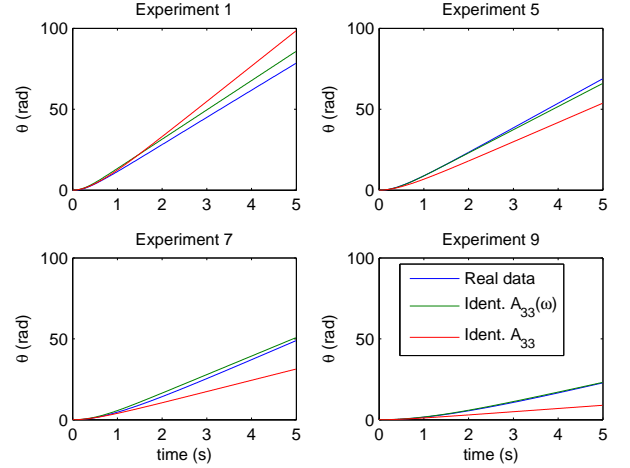 Experiment 1
θ (rad)
100
50
0
0 1 2 3 4 5
Experiment 5
θ (rad)
100
50
0
0 1 2 3 4 5
Experiment 7
θ (rad)
100
50
0
0 1 2 3 4 5
time (s)
Experiment 9
θ (rad)
100
50
0
0 1 2 3 4 5
time (s)
Real data
Ident. A33(ω)
Ident. A33